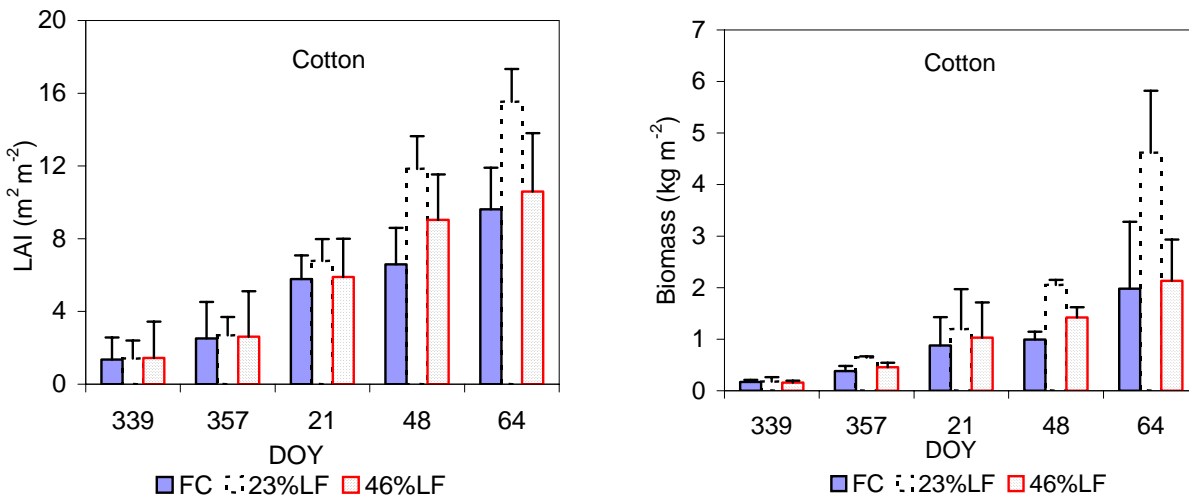 20
16
12
8
4
0
LAI (m² m⁻²)
Cotton
339 357 21 48 64
DOY
FC 23%LF 46%LF
7
6
5
4
3
2
1
0
Biomass (kg m⁻²)
Cotton
339 357 21 48 64
DOY
FC 23%LF 46%LF